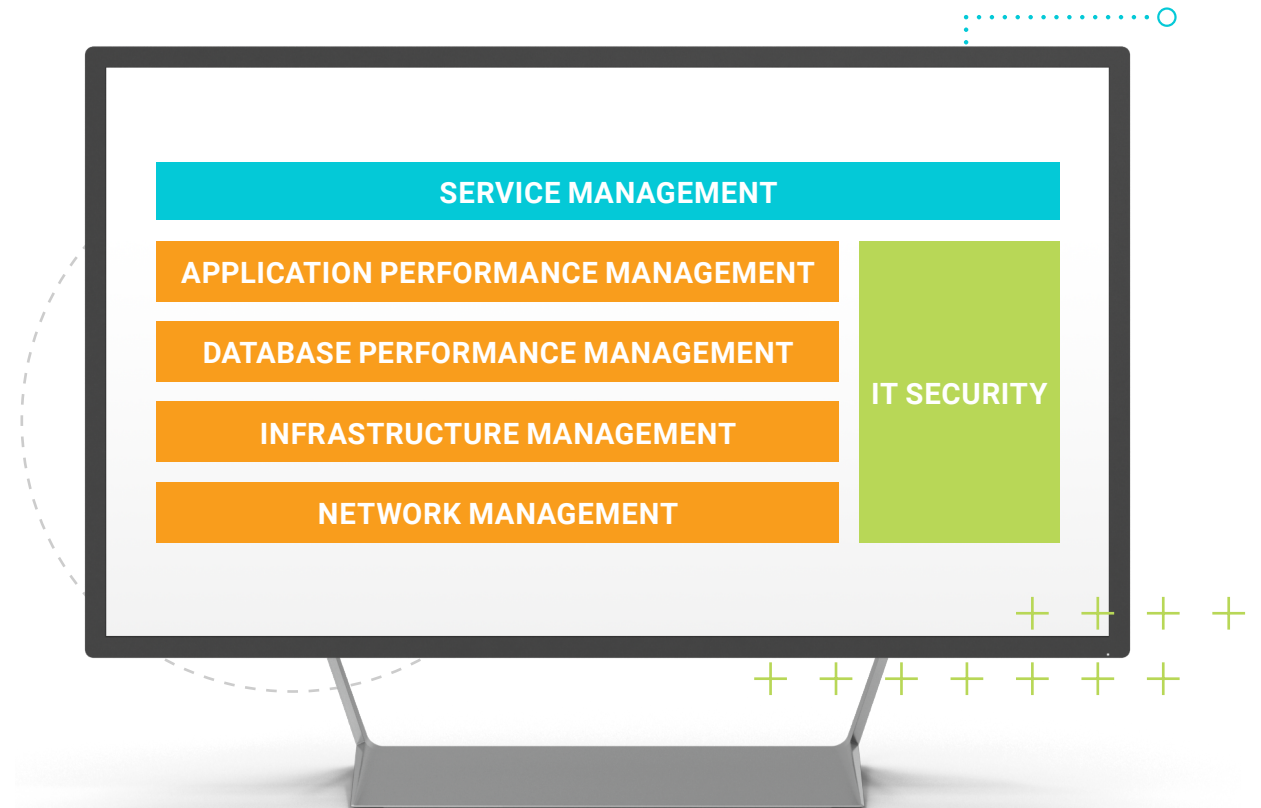 SERVICE MANAGEMENT
APPLICATION PERFORMANCE MANAGEMENT
DATABASE PERFORMANCE MANAGEMENT
IT SECURITY
INFRASTRUCTURE MANAGEMENT
NETWORK MANAGEMENT